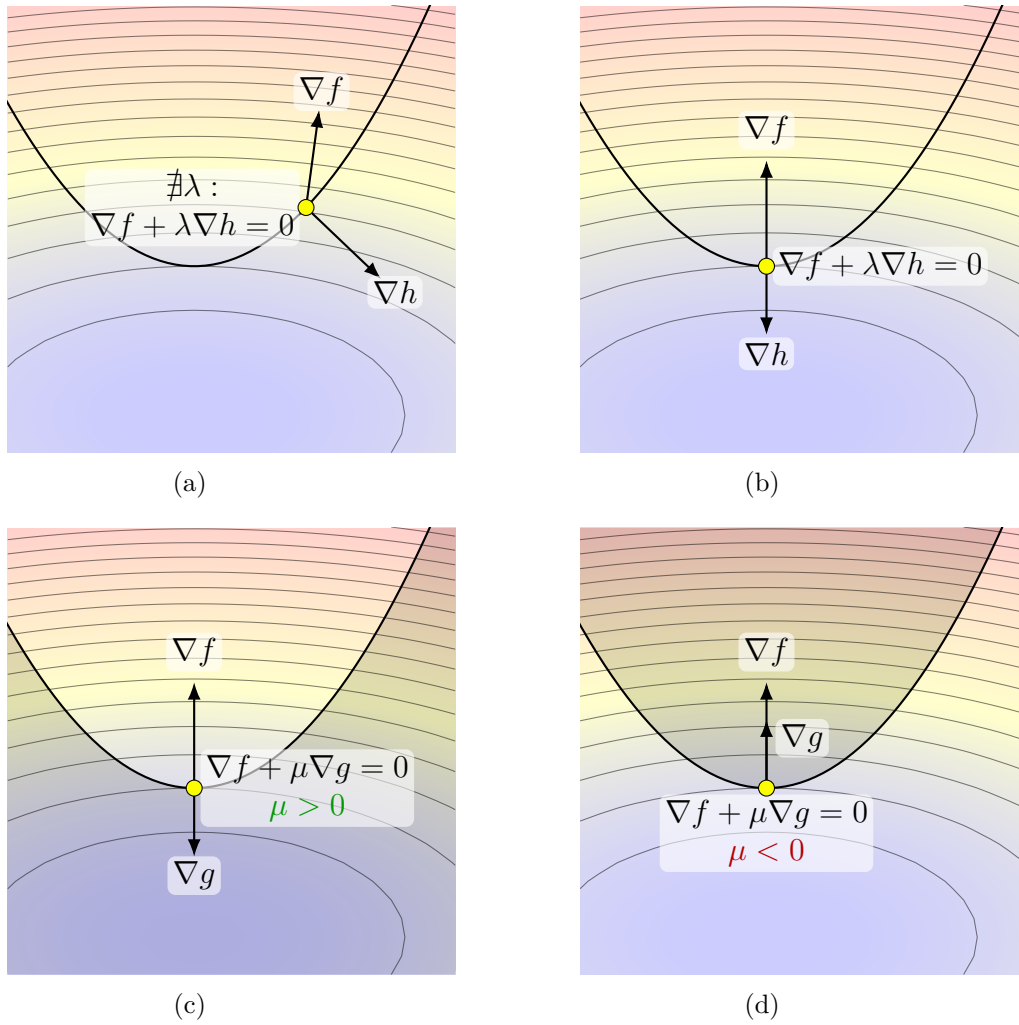 ∇f
∄λ :
∇f + λ∇h = 0
∇h
(a)
∇f
∇f + λ∇h = 0
∇h
(b)
∇f
∇f + μ∇g = 0
μ > 0
∇g
(c)
∇f
∇g
∇f + μ∇g = 0
μ < 0
(d)